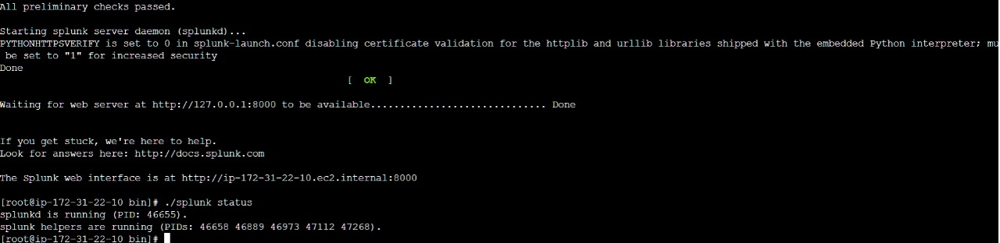 All preliminary checks passed.
Starting splunk server daemon (splunkd)...
PYTHONHTTPSVERIFY is set to 0 in splunk-launch.conf disabling certificate validation for the httplib and urllib libraries shipped with the embedded Python interpreter; mu
be set to "1" for increased security
Done
[ OK ]
Waiting for web server at http://127.0.0.1:8000 to be available.............................. Done
If you get stuck, we're here to help.
Look for answers here: http://docs.splunk.com
The Splunk web interface is at http://ip-172-31-22-10.ec2.internal:8000
[root@ip-172-31-22-10 bin]# ./splunk status
splunkd is running (PID: 46655).
splunk helpers are running (PIDs: 46658 46889 46973 47112 47268).
[root@ip-172-31-22-10 bin]#